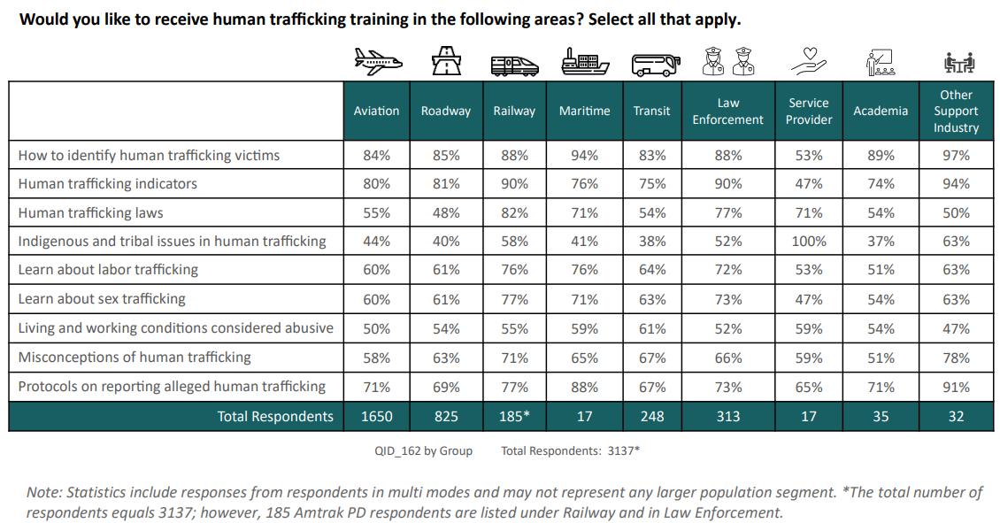 Would you like to receive human trafficking training in the following areas? Select all that apply.
Aviation Roadway Railway Maritime Transit Law Enforcement Service Provider Academia Other Support Industry
How to identify human trafficking victims 84% 85% 88% 94% 83% 88% 53% 89% 97%
Human trafficking indicators 80% 81% 90% 76% 75% 90% 47% 74% 94%
Human trafficking laws 55% 48% 82% 71% 54% 77% 71% 54% 50%
Indigenous and tribal issues in human trafficking 44% 40% 58% 41% 38% 52% 100% 37% 63%
Learn about labor trafficking 60% 61% 76% 76% 64% 72% 53% 51% 63%
Learn about sex trafficking 60% 61% 77% 71% 63% 73% 47% 54% 63%
Living and working conditions considered abusive 50% 54% 55% 59% 61% 52% 59% 54% 47%
Misconceptions of human trafficking 58% 63% 71% 65% 67% 66% 59% 51% 78%
Protocols on reporting alleged human trafficking 71% 69% 77% 88% 67% 73% 65% 71% 91%
Total Respondents 1650 825 185* 17 248 313 17 35 32
QID_162 by Group Total Respondents: 3137*
Note: Statistics include responses from respondents in multi modes and may not represent any larger population segment. *The total number of
respondents equals 3137; however, 185 Amtrak PD respondents are listed under Railway and in Law Enforcement.